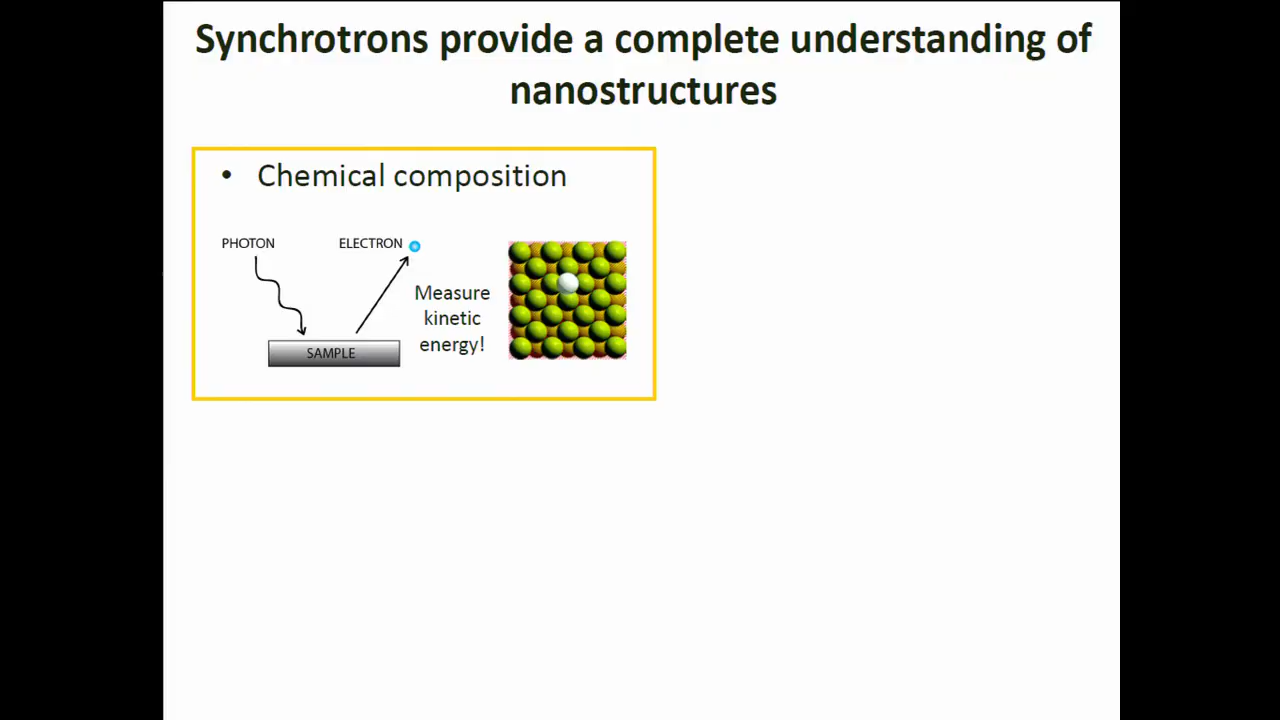 Synchrotrons provide a complete understanding of
nanostructures
• Chemical composition
PHOTON
ELECTRON
Measure
kinetic
energy!
SAMPLE